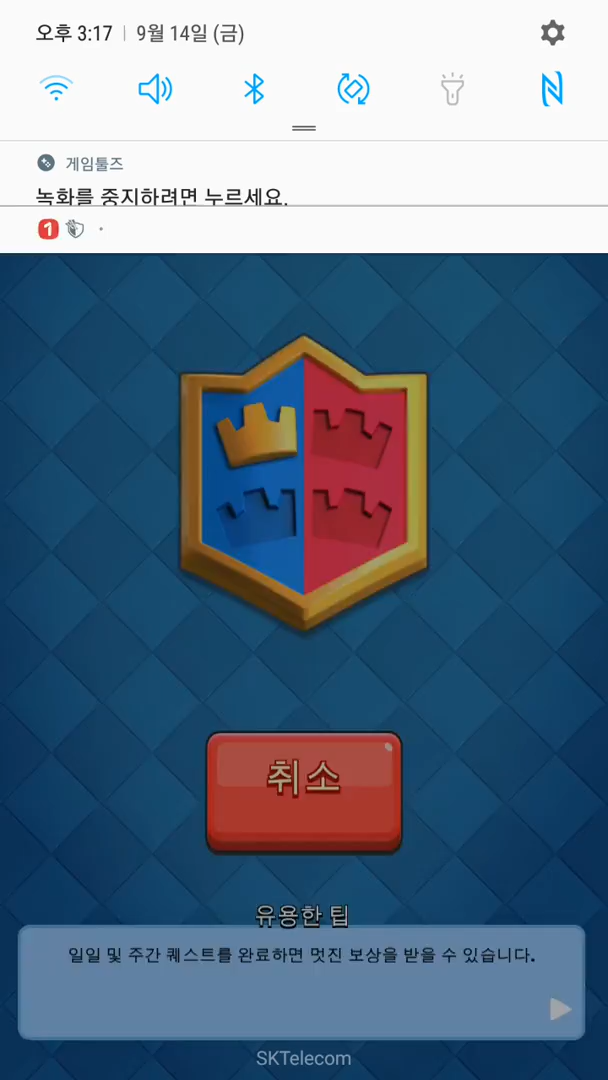 오후 3:17 | 9월 14일 (금)
게임툴즈
녹화를 중지하려면 누르세요.
1
취소
유용한 팁
일일 및 주간 퀘스트를 완료하면 멋진 보상을 받을 수 있습니다.
SKTelecom